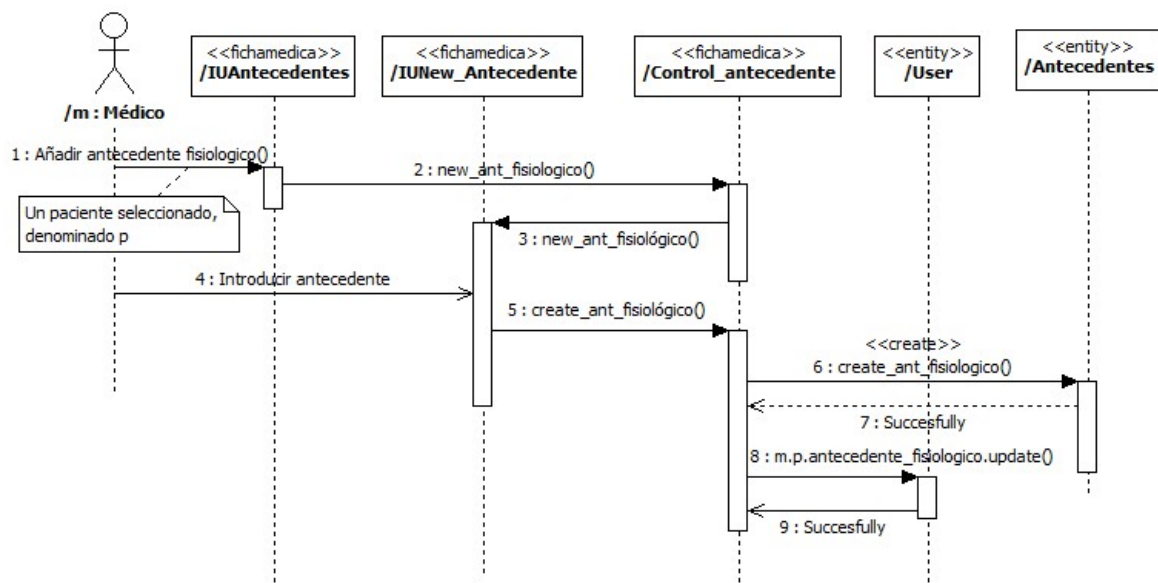 <<fichamedica>>
/IUAntecedentes
<<fichamedica>>
/IUNew_Antecedente
<<fichamedica>>
/Control_antecedente
<<entity>>
/User
<<entity>>
/Antecedentes
/m : Médico
1 : Añadir antecedente fisiologico()
2 : new_ant_fisiologico()
Un paciente seleccionado,
denominado p
3 : new_ant_fisiológico()
4 : Introducir antecedente
5 : create_ant_fisiológico()
<<create>>
6 : create_ant_fisiologico()
7 : Succesfully
8 : m.p.antecedente_fisiologico.update()
9 : Succesfully